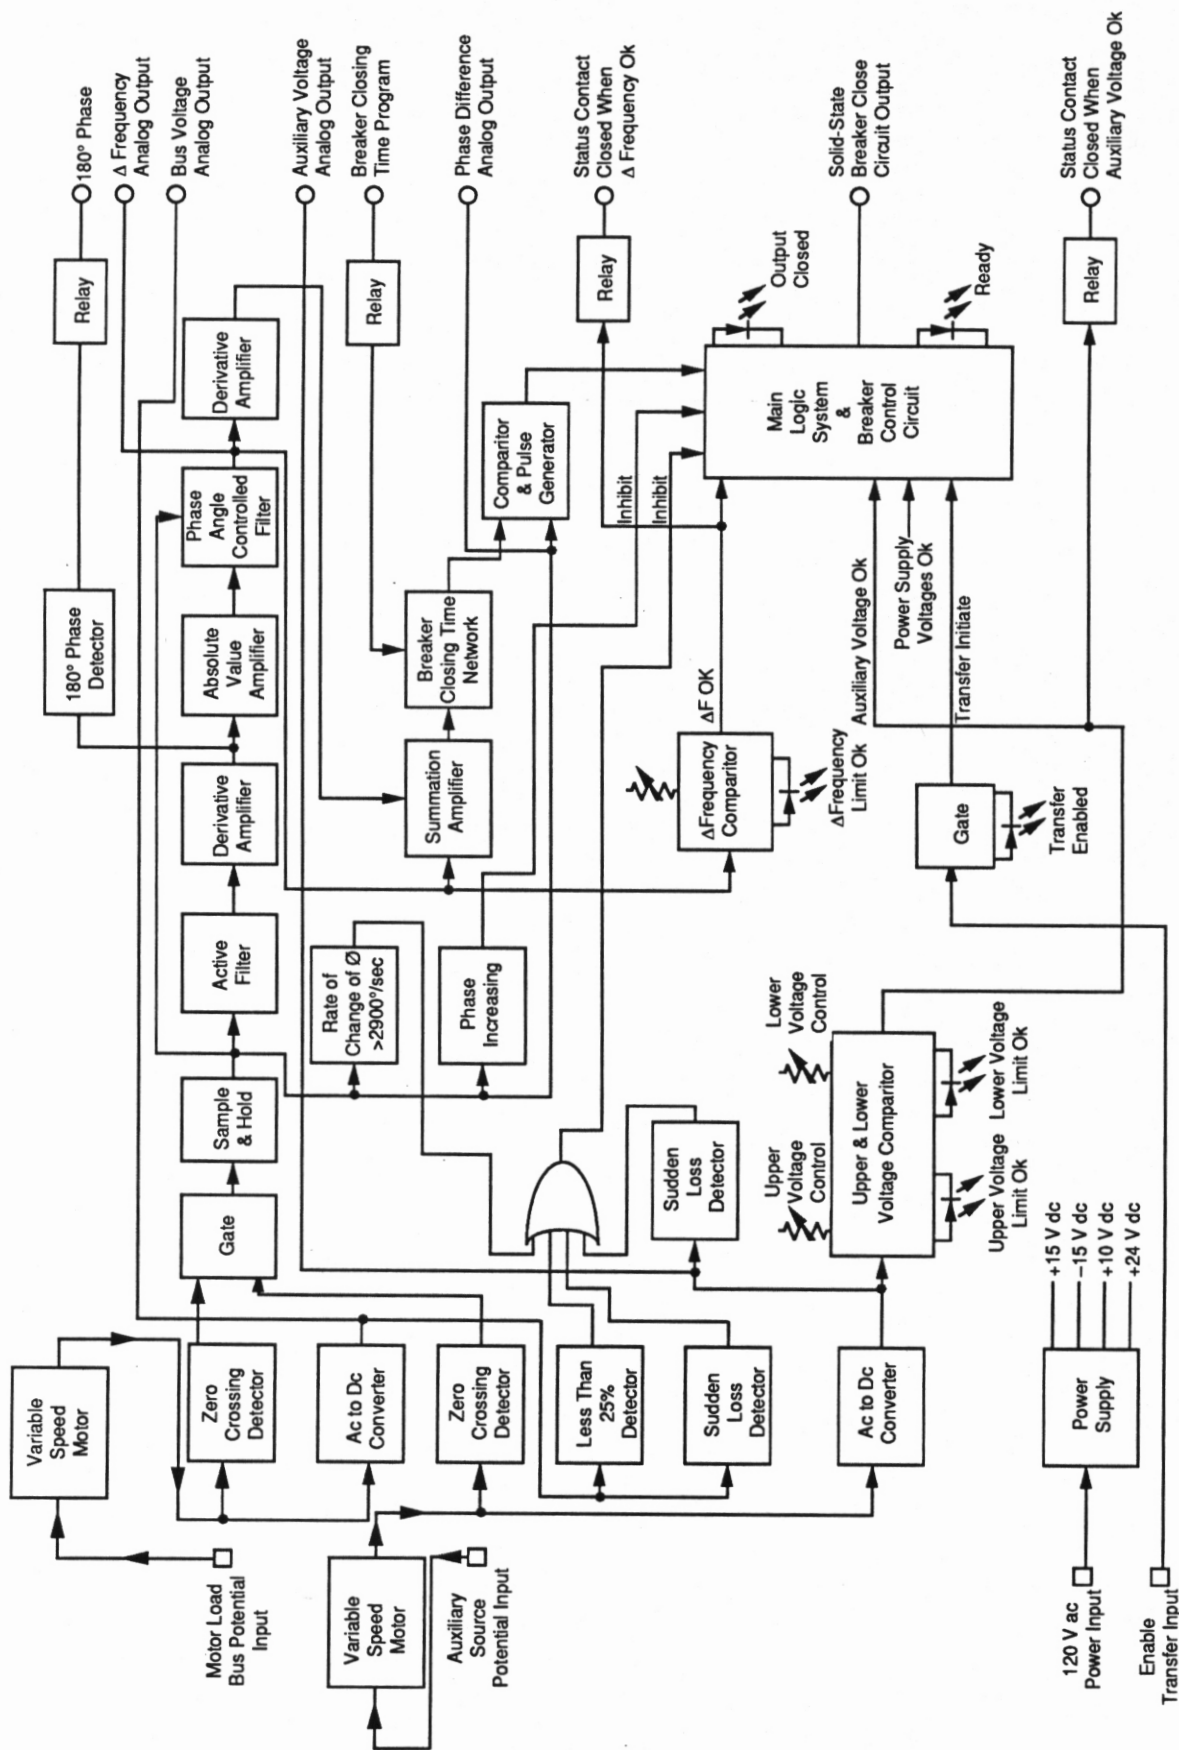 Variable
Speed
Motor
Motor Load
Bus Potential
Input
Variable
Speed
Motor
Auxiliary
Source
Potential Input
120 V ac
Power Input
Enable
Transfer Input
Zero
Crossing
Detector
Ac to Dc
Converter
Zero
Crossing
Detector
Less Than
25%
Detector
Sudden
Loss
Detector
Ac to Dc
Converter
Power
Supply
+15 V dc
–15 V dc
+10 V dc
+24 V dc
Gate
Sample
& Hold
Active
Filter
Derivative
Amplifier
Absolute
Value
Amplifier
Phase
Angle
Controlled
Filter
Derivative
Amplifier
180° Phase
Detector
Relay
180° Phase
Δ Frequency
Analog Output
Bus Voltage
Analog Output
Auxiliary Voltage
Analog Output
Breaker Closing
Time Program
Relay
Phase Difference
Analog Output
Rate of
Change of Ø
>2900°/sec
Phase
Increasing
Summation
Amplifier
Breaker
Closing Time
Network
Comparitor
& Pulse
Generator
Status Contact
Closed When
Δ Frequency Ok
Relay
Sudden
Loss
Detector
ΔFrequency
Comparitor
ΔFrequency
Limit Ok
ΔF OK
Inhibit
Inhibit
Main
Logic
System
&
Breaker
Control
Circuit
Output
Closed
Ready
Solid-State
Breaker Close
Circuit Output
Upper
Voltage
Control
Lower
Voltage
Control
Upper & Lower
Voltage Comparitor
Upper Voltage
Limit Ok
Lower Voltage
Limit Ok
Auxiliary Voltage Ok
Power Supply
Voltages Ok
Transfer Initiate
Gate
Transfer
Enabled
Relay
Status Contact
Closed When
Auxiliary Voltage Ok